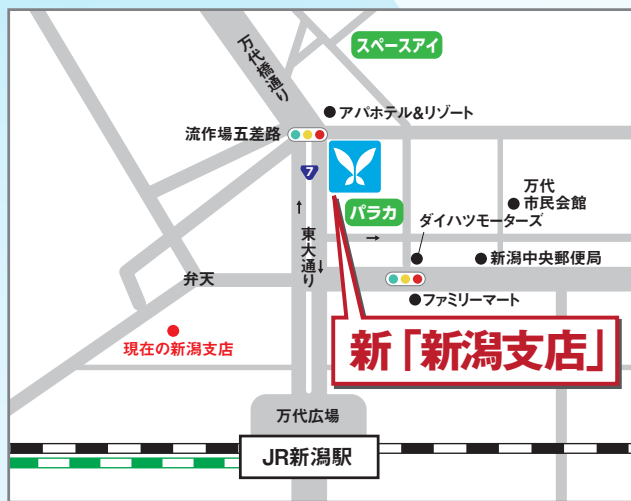 万代橋通り
スペースアイ
アパホテル&リゾート
流作場五差路
7
万代
市民会館
パラカ
ダイハツモーターズ
東大通り
新潟中央郵便局
弁天
ファミリーマート
現在の新潟支店
新「新潟支店」
万代広場
JR新潟駅